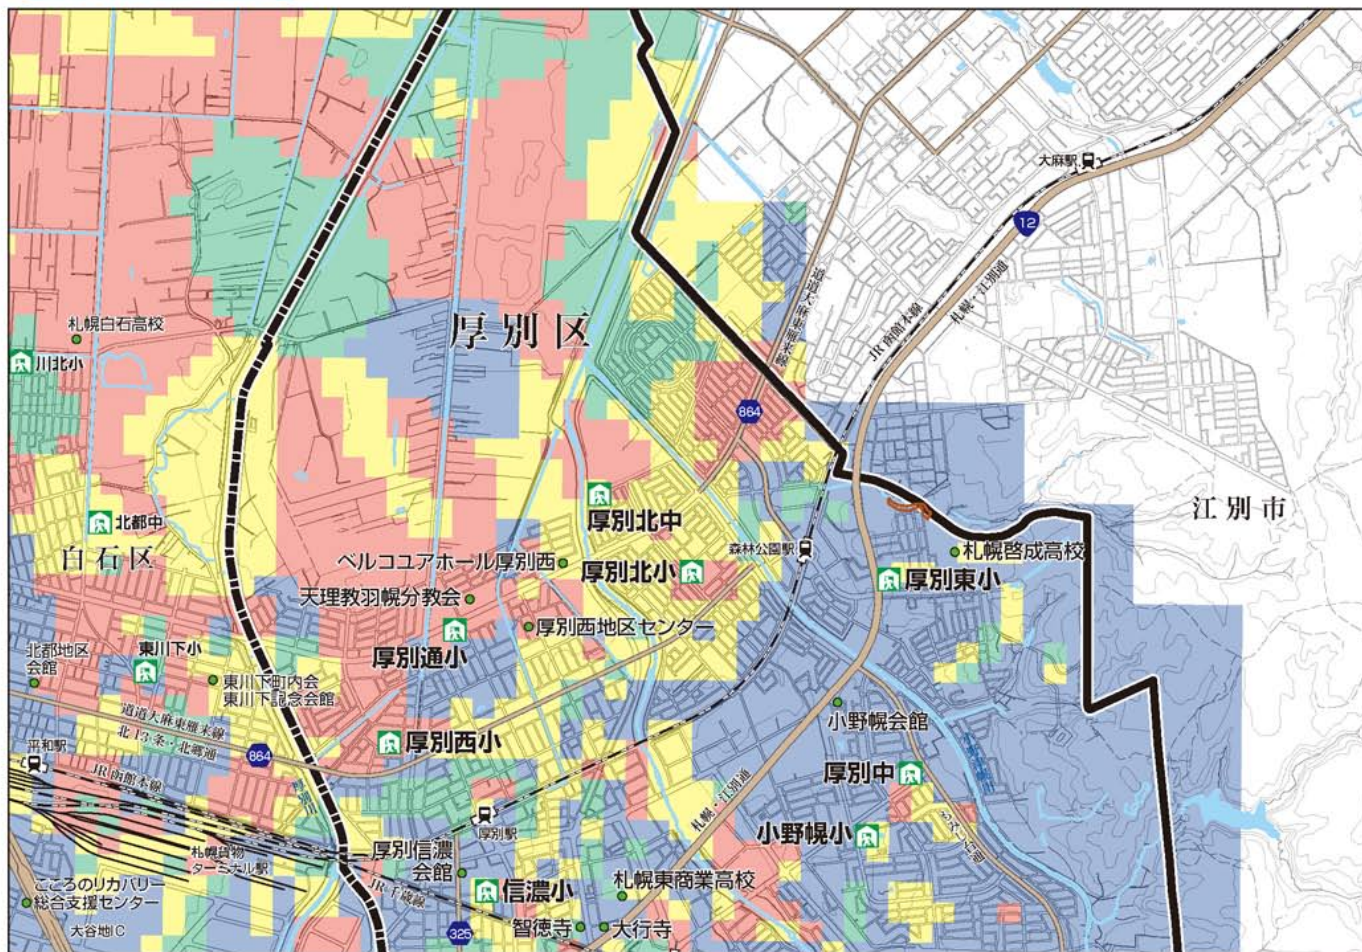 大麻駅
12
札幌・江別通
JR函館本線
道道大麻東雁来線
厚別区
札幌白石高校
川北小
864
江別市
厚別北中
北都中
白石区
森林公園駅
札幌啓成高校
ベルコユアホール厚別西
厚別北小
厚別東小
天理教羽幌分教会
厚別西地区センター
厚別通小
北都地区
会館
東川下小
東川下町内会
東川下記念会館
小野幌会館
道道大麻東雁来線
北13条・北郷通
厚別西小
864
平和駅
JR函館本線
厚別中
厚別川
札幌・江別通
もみじ台通
厚別駅
小野幌小
札幌貨物
ターミナル駅
厚別信濃
会館
JR千歳線
信濃小
札幌東商業高校
こころのリカバリー
総合支援センター
大谷地IC
325
智徳寺
大行寺